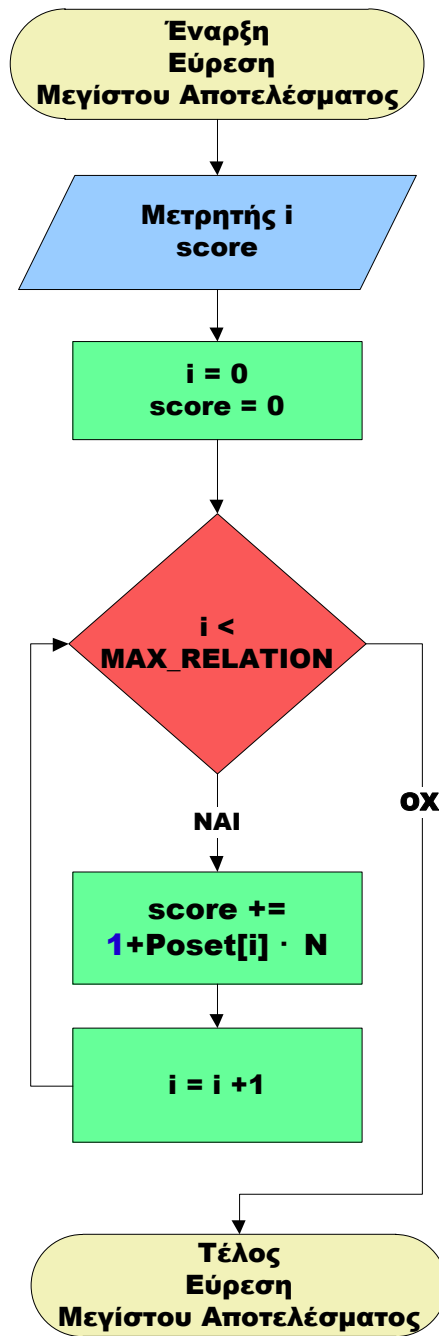 Έναρξη
Εύρεση
Μεγίστου Αποτελέσματος
Μετρητής i
score
i = 0
score = 0
i <
MAX_RELATION
ΟΧ
ΝΑΙ
score +=
1+Poset[i] · N
i = i +1
Τέλος
Εύρεση
Μεγίστου Αποτελέσματος